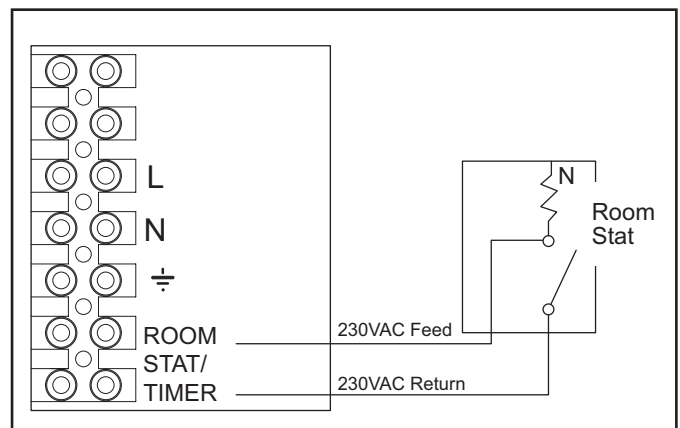 L
N
⏚
ROOM
STAT/
TIMER
230VAC Feed
230VAC Return
N
Room
Stat